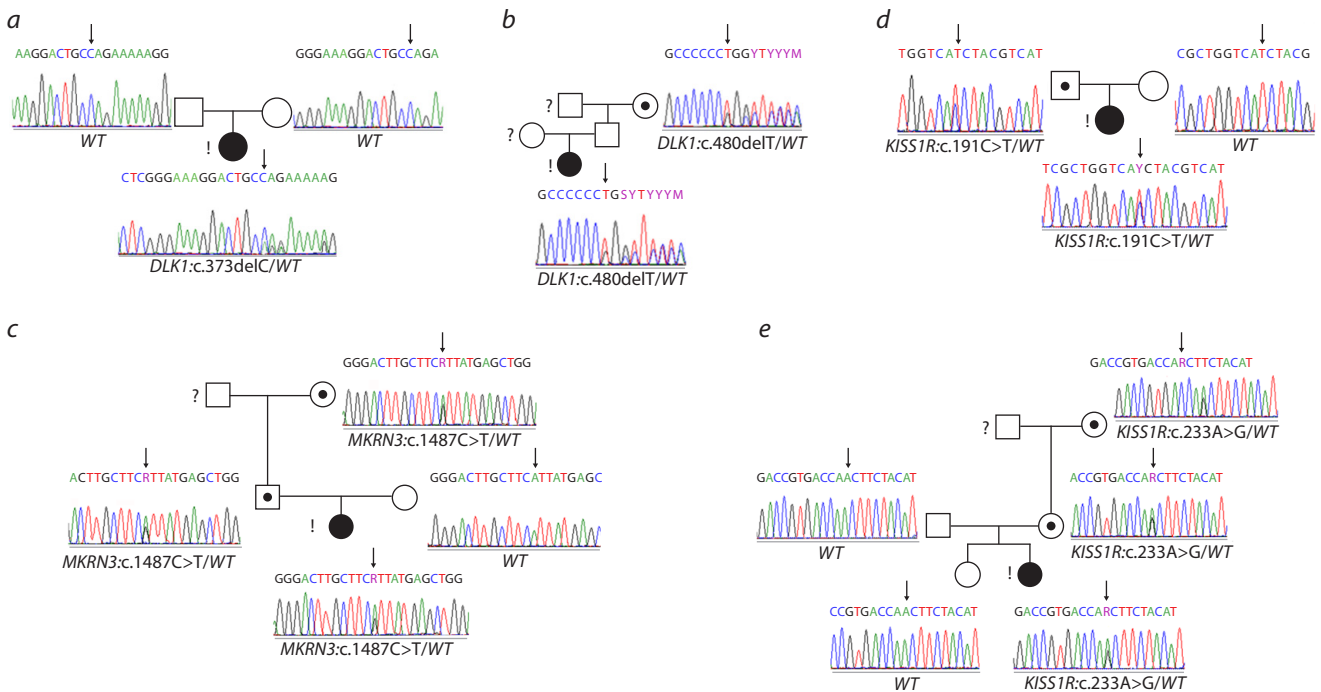 a
AAGGACTGCCAGAAAAAGG
WT
GGGAAAGGACTGCCAGA
WT
!
CTCGGGAAAGGACTGCCAGAAAAAG
DLK1:c.373delC/WT
b
GCCCCCCTGGYTYYYM
?
DLK1:c.480delT/WT
?
!
GCCCCCCTGSYTYYYM
DLK1:c.480delT/WT
d
TGGTCATCTACGTCAT
KISS1R:c.191C>T/WT
CGCTGGTCATCTACG
WT
!
TCGCTGGTCAYCTACGTCAT
KISS1R:c.191C>T/WT
c
GGGACTTGCTTCRTTATGAGCTGG
?
MKRN3:c.1487C>T/WT
ACTTGCTTCRTTATGAGCTGG
MKRN3:c.1487C>T/WT
GGGACTTGCTTCATTATGAGC
WT
!
GGGACTTGCTTCRTTATGAGCTGG
MKRN3:c.1487C>T/WT
e
GACCGTGACCARCTTCTACAT
?
KISS1R:c.233A>G/WT
GACCGTGACCAACTTCTACAT
WT
ACCGTGACCARCTTCTACAT
KISS1R:c.233A>G/WT
!
CCGTGACCAACTTCTACAT
WT
GACCGTGACCARCTTCTACAT
KISS1R:c.233A>G/WT